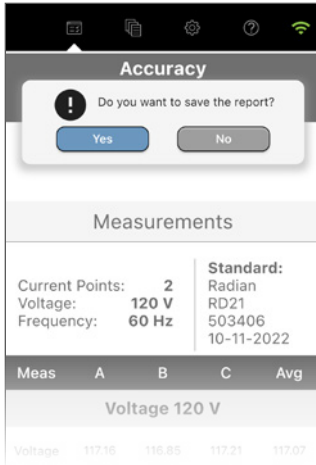 Accuracy
Do you want to save the report?
Yes
No
Measurements
Current Points: 2
Voltage: 120 V
Frequency: 60 Hz
Standard:
Radian
RD21
503406
10-11-2022
Meas A B C Avg
Voltage 120 V
Voltage 117.16 116.85 117.21 117.07